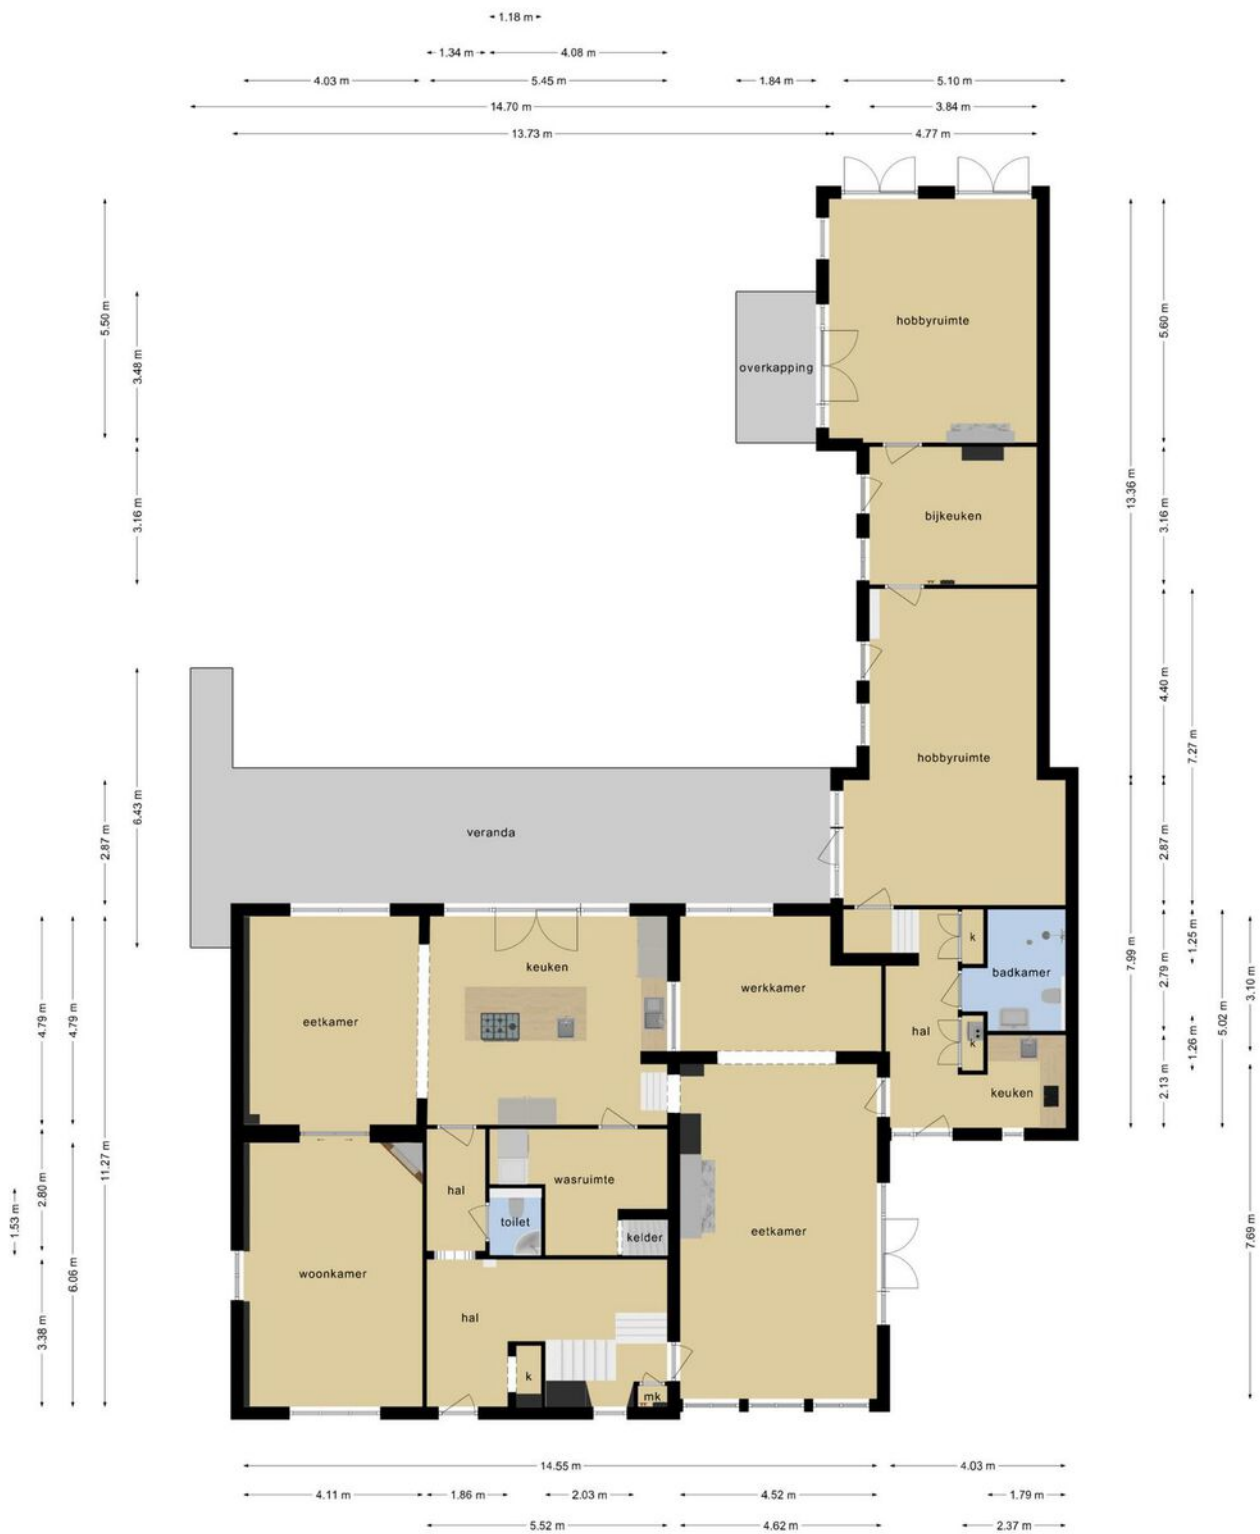 1.18 m
1.34 m
4.08 m
4.03 m
5.45 m
1.84 m
5.10 m
14.70 m
3.84 m
13.73 m
4.77 m
5.50 m
3.48 m
3.16 m
6.43 m
2.87 m
4.79 m
4.79 m
11.27 m
2.80 m
1.53 m
6.06 m
3.38 m
hobbyruimte
overkapping
bijkeuken
hobbyruimte
veranda
keuken
k
badkamer
werkkamer
eetkamer
hal
k
keuken
wasruimte
hal
toilet
kelder
eetkamer
woonkamer
hal
k
mk
13.36 m
5.60 m
3.16 m
4.40 m
7.27 m
2.87 m
7.99 m
2.79 m
1.25 m
5.02 m
3.10 m
1.26 m
2.13 m
7.69 m
14.55 m
4.03 m
4.11 m
1.86 m
2.03 m
4.52 m
1.79 m
5.52 m
4.62 m
2.37 m